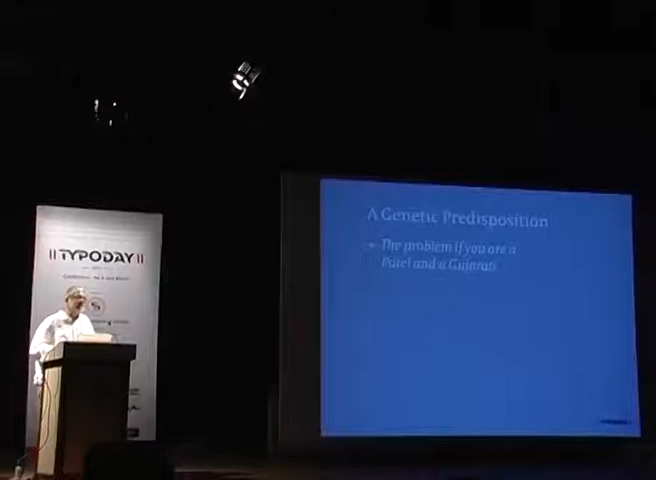 TYPODAY
A Genetic Predisposition
• The problem if you are a
Patel and a Gujarati